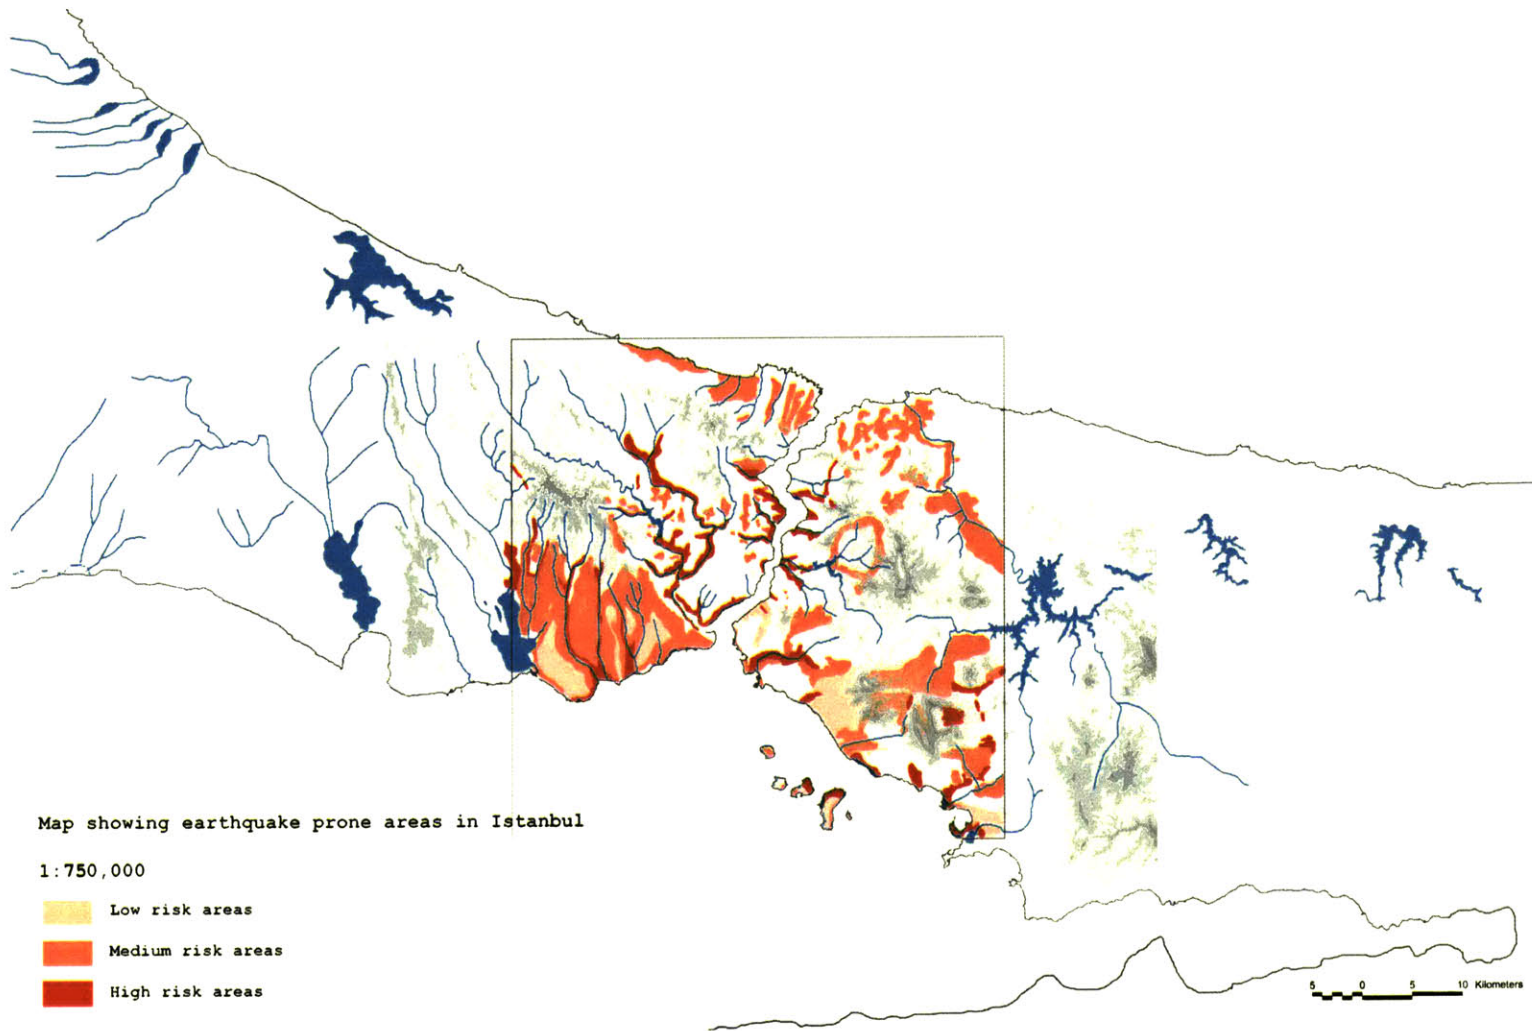 Map showing earthquake prone areas in Istanbul
1:750,000
Low risk areas
Medium risk areas
High risk areas
5 0 5 10 Kilometers